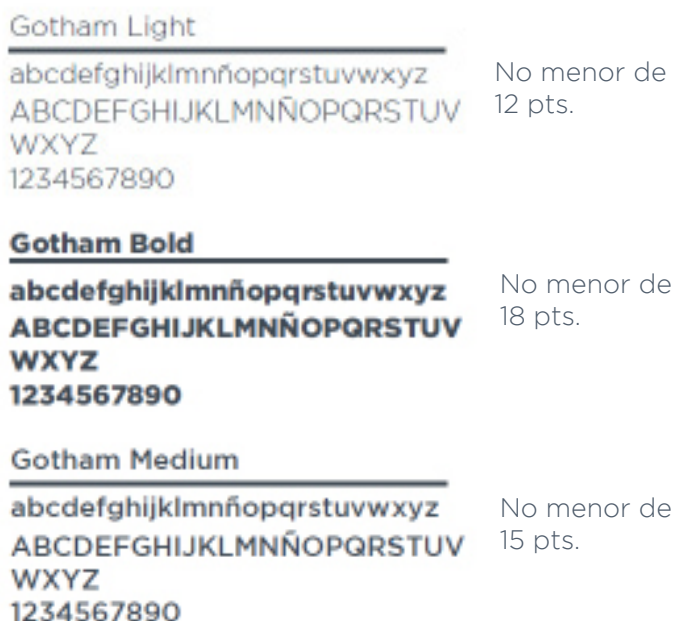 Gotham Light
abcdefghijklmnñopqrstuvwxyz
ABCDEFGHIJKLMNÑOPQRSTUV
WXYZ
1234567890
No menor de
12 pts.
Gotham Bold
abcdefghijklmnñopqrstuvwxyz
ABCDEFGHIJKLMNÑOPQRSTUV
WXYZ
1234567890
No menor de
18 pts.
Gotham Medium
abcdefghijklmnñopqrstuvwxyz
ABCDEFGHIJKLMNÑOPQRSTUV
WXYZ
1234567890
No menor de
15 pts.